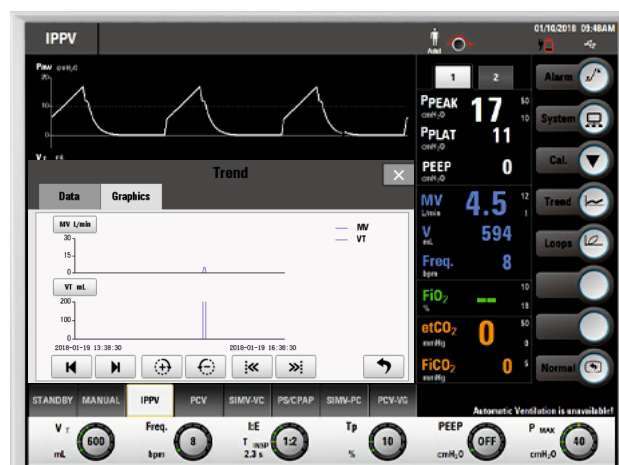 IPPV
Adult
01/10/2018 09:48AM
Paw cmH₂O
20
10
0
VT mL
1 2
PPEAK cmH₂O 17 50 10
PPLAT cmH₂O 11
PEEP cmH₂O 0
MV L/min 4.5 12 1
V mL 594
Freq. bpm 8
FiO₂ % -- 10 18
etCO₂ mmHg 0 50 0
FiCO₂ mmHg 0 5
Alarm
System
Cal.
Trend
Loops
Normal
Trend
Data Graphics
MV L/min
30
15
0
MV
VT
VT mL
200
100
0
2018-01-19 13:38:30 2018-01-19 16:38:30
STANDBY MANUAL IPPV PCV SIMV-VC PS/CPAP SIMV-PC PCV-VG
Automatic Ventilation is unavailable!
VT mL 600
Freq. bpm 8
I:E TINSP 2.3 s 1:2
Tp % 10
PEEP cmH₂O OFF
PMAX cmH₂O 40